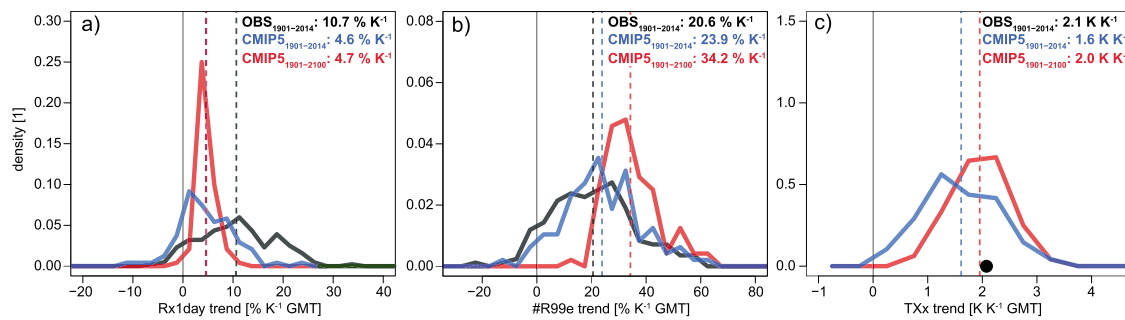 a)
OBS1901−2014: 10.7 % K-1
CMIP51901−2014: 4.6 % K-1
CMIP51901−2100: 4.7 % K-1
density [1]
0.30
0.25
0.20
0.15
0.10
0.05
0.00
−20 −10 0 10 20 30 40
Rx1day trend [% K-1 GMT]
b)
OBS1901−2014: 20.6 % K-1
CMIP51901−2014: 23.9 % K-1
CMIP51901−2100: 34.2 % K-1
0.08
0.06
0.04
0.02
0.00
−20 0 20 40 60 80
#R99e trend [% K-1 GMT]
c)
OBS1901−2014: 2.1 K K-1
CMIP51901−2014: 1.6 K K-1
CMIP51901−2100: 2.0 K K-1
1.5
1.0
0.5
0.0
−1 0 1 2 3 4
TXx trend [K K-1 GMT]